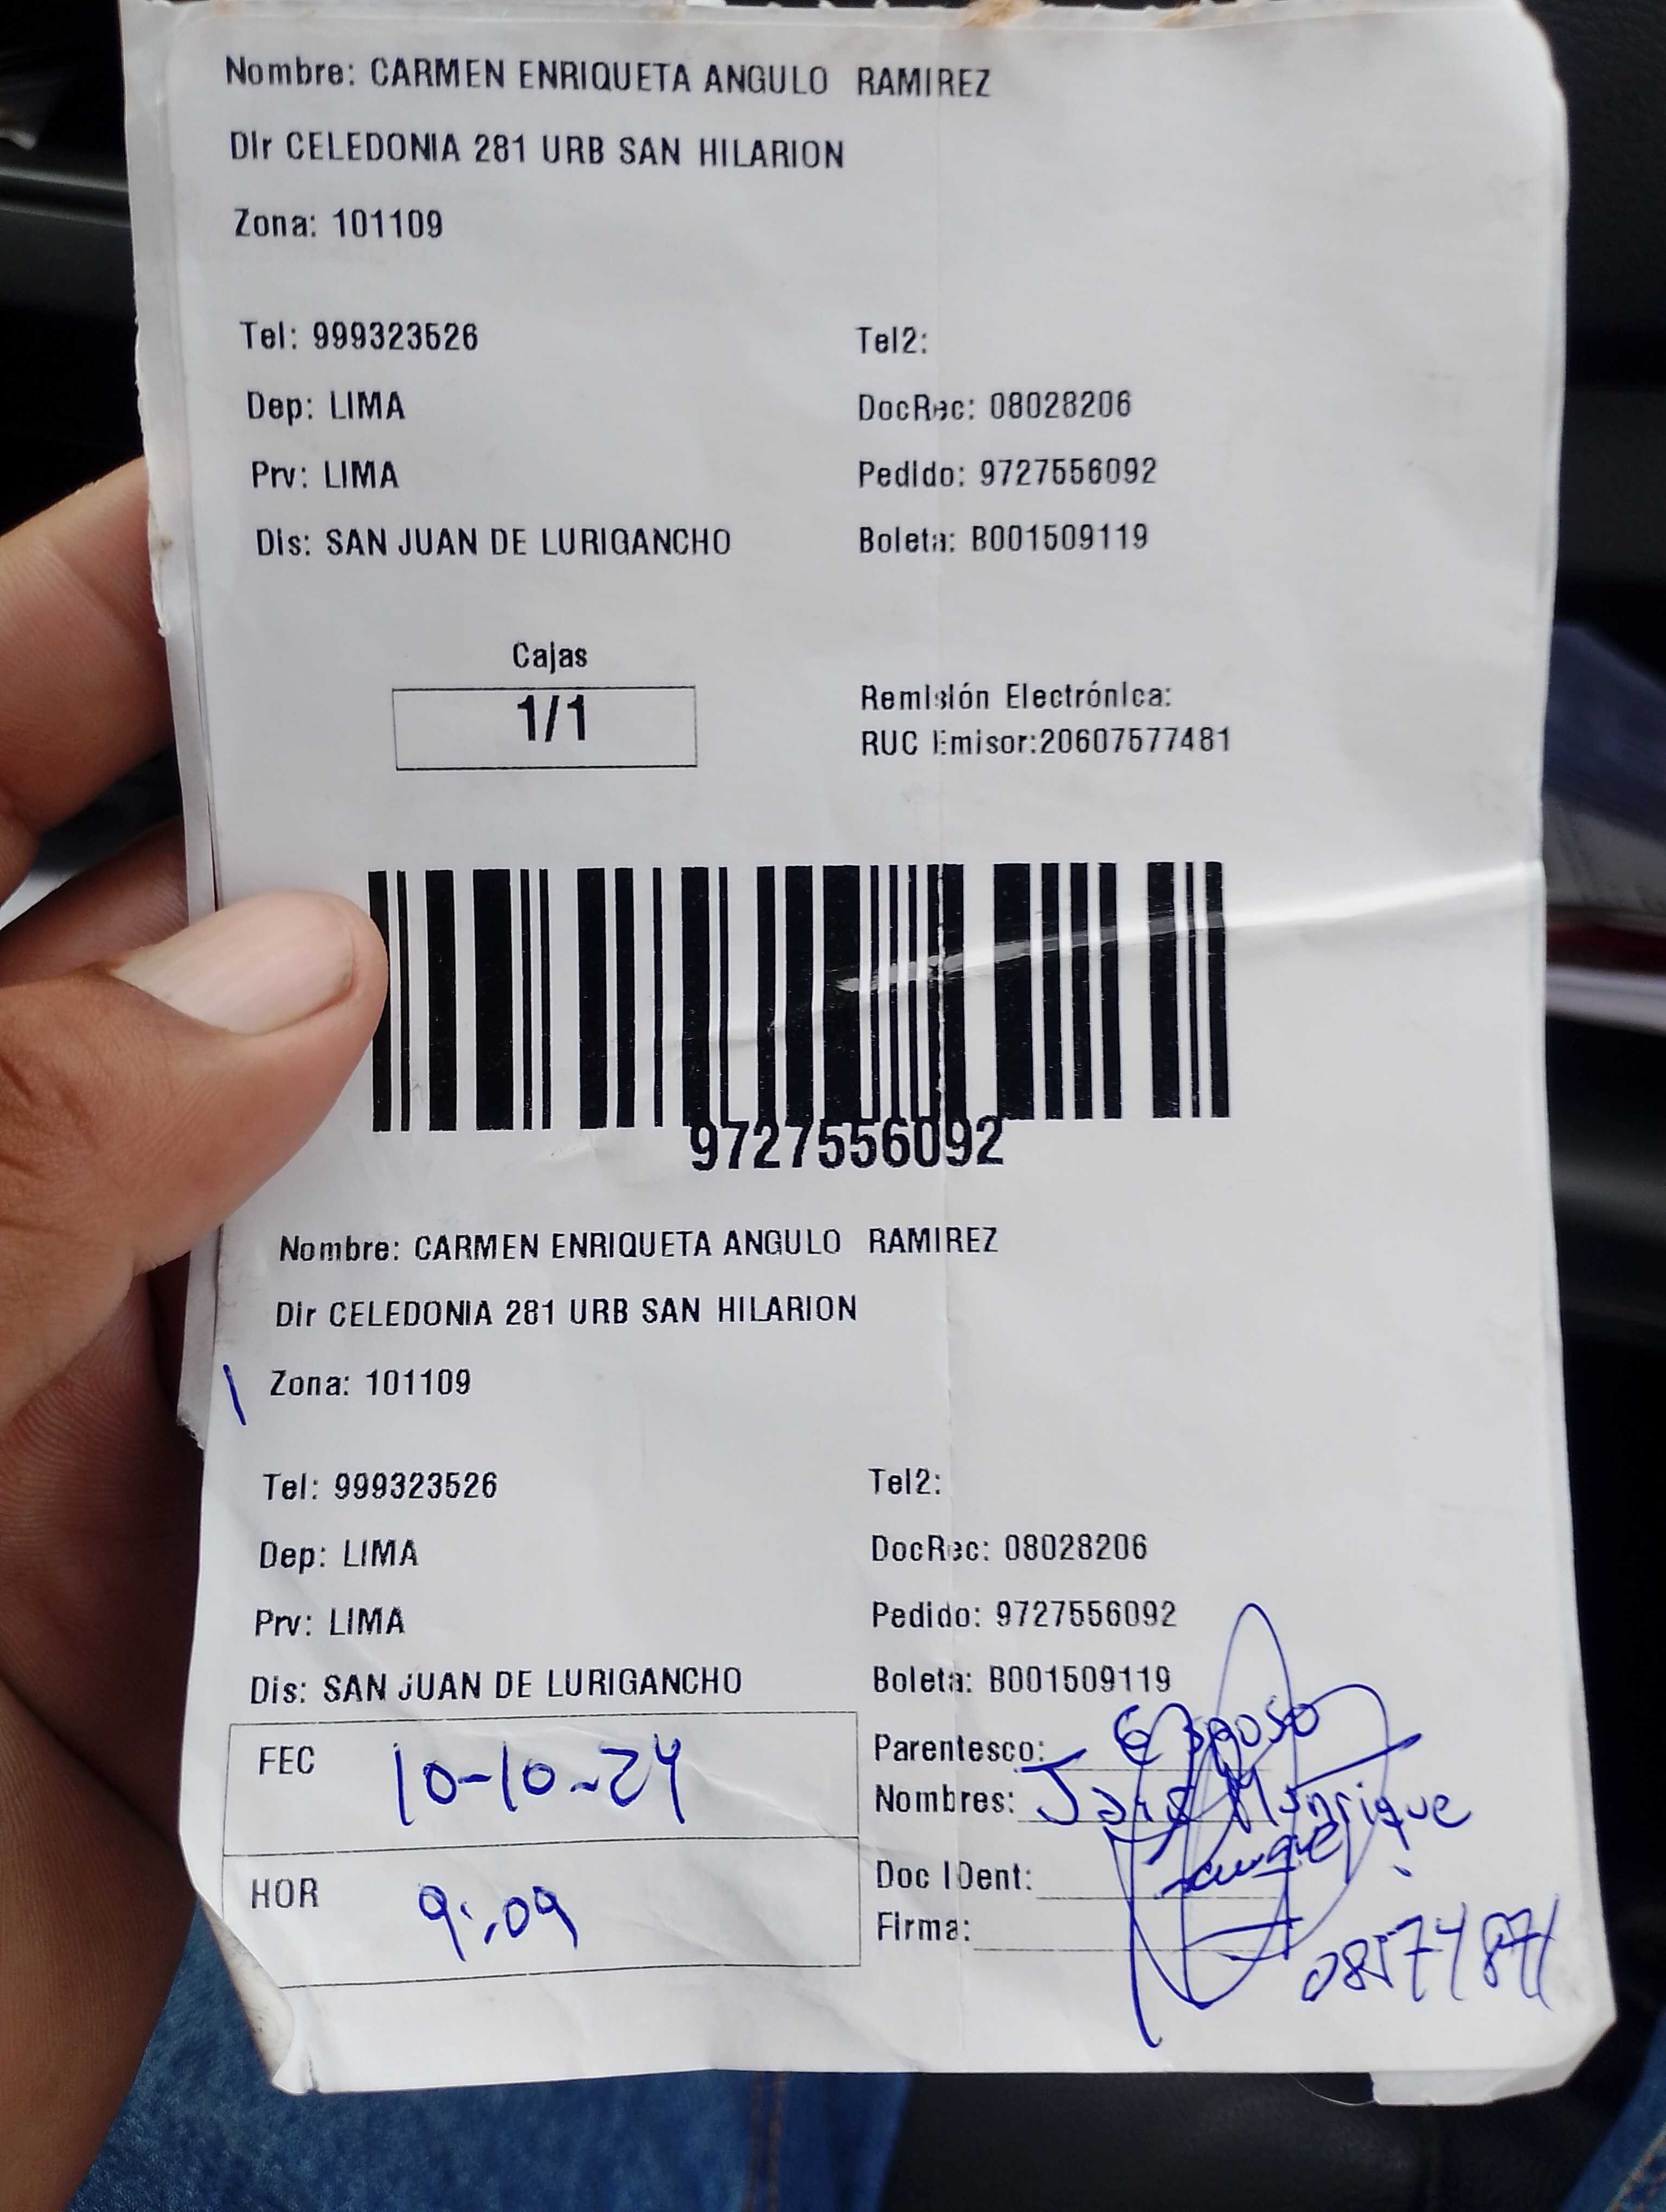 Nombre: CARMEN ENRIQUETA ANGULO RAMIREZ
Dir CELEDONIA 281 URB SAN HILARION
Zona: 101109
Tel: 999323526 Tel2:
Dep: LIMA DocRec: 08028206
Prv: LIMA Pedido: 9727556092
Dis: SAN JUAN DE LURIGANCHO Boleta: B001509119
Cajas
1/1
Remisión Electrónica:
RUC Emisor:20607577481
9727556092
Nombre: CARMEN ENRIQUETA ANGULO RAMIREZ
Dir CELEDONIA 281 URB SAN HILARION
Zona: 101109
Tel: 999323526 Tel2:
Dep: LIMA DocRec: 08028206
Prv: LIMA Pedido: 9727556092
Dis: SAN JUAN DE LURIGANCHO Boleta: B001509119
FEC 10-10-24
Parentesco: Esposo
Nombres: Manrique
HOR 9:09
Doc IDent:
Firma: